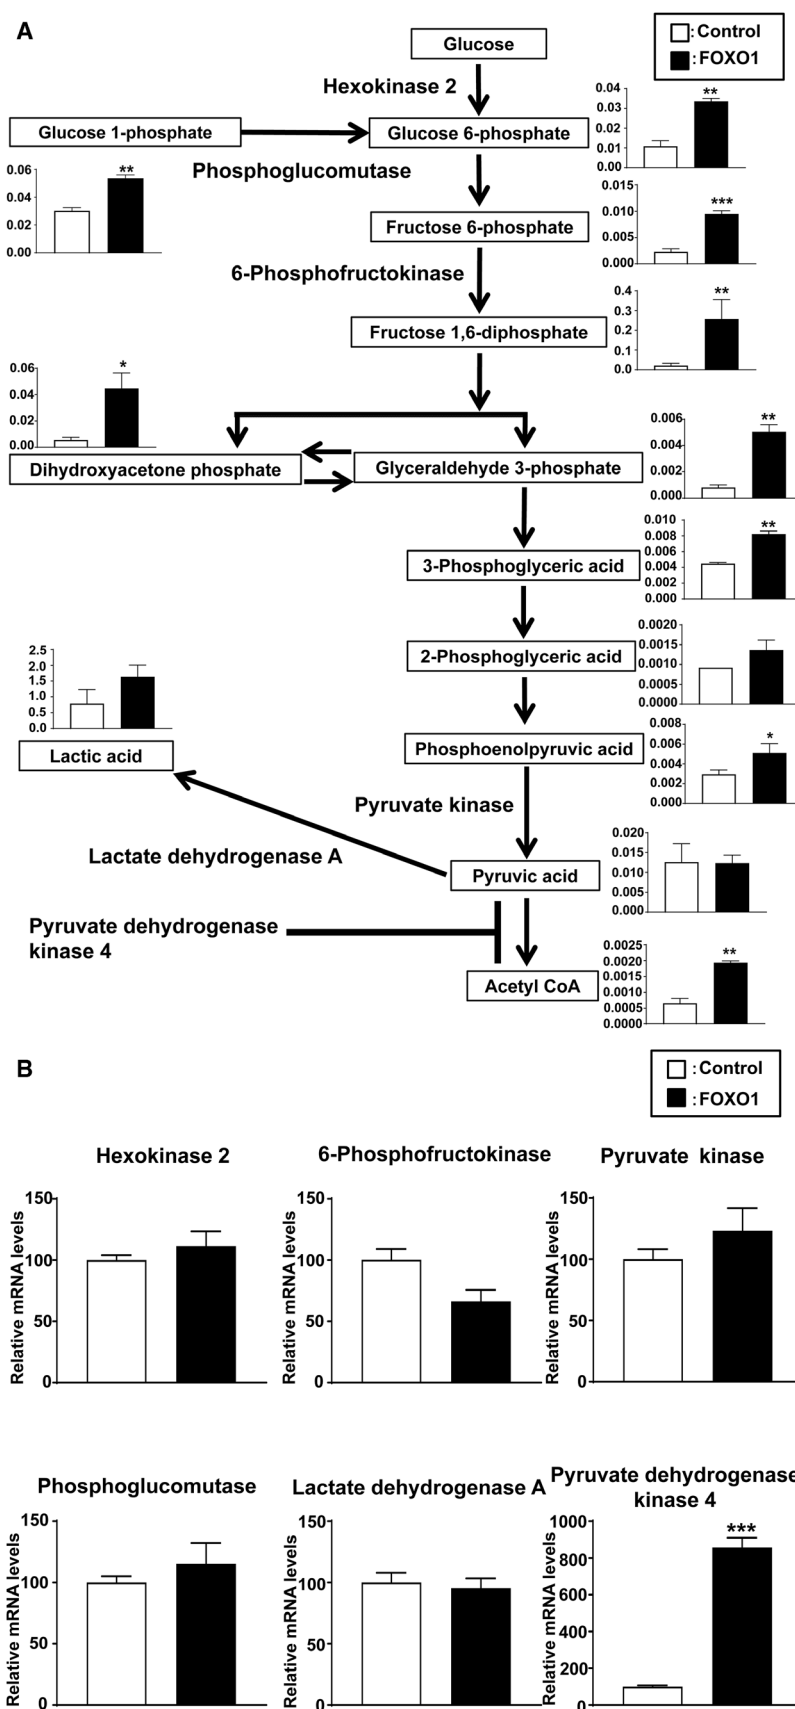 A
:Control
:FOXO1
Glucose
Hexokinase 2
Glucose 1-phosphate
Glucose 6-phosphate
0.04
0.03
0.02
0.01
0.00
**
Phosphoglucomutase
0.06
0.04
0.02
0.00
**
Fructose 6-phosphate
0.015
0.010
0.005
0.000
***
6-Phosphofructokinase
Fructose 1,6-diphosphate
0.4
0.3
0.2
0.1
0.0
**
0.06
0.04
0.02
0.00
*
Dihydroxyacetone phosphate
Glyceraldehyde 3-phosphate
0.006
0.004
0.002
0.000
**
3-Phosphoglyceric acid
0.010
0.008
0.006
0.004
0.002
0.000
**
2-Phosphoglyceric acid
0.0020
0.0015
0.0010
0.0000
2.5
2.0
1.5
1.0
0.5
0.0
Lactic acid
Phosphoenolpyruvic acid
0.008
0.006
0.004
0.002
0.000
*
Pyruvate kinase
Lactate dehydrogenase A
Pyruvic acid
0.020
0.015
0.010
0.005
0.000
Pyruvate dehydrogenase
kinase 4
Acetyl CoA
0.0025
0.0020
0.0015
0.0010
0.0005
0.0000
**
B
:Control
:FOXO1
Hexokinase 2
Relative mRNA levels
150
100
50
0
6-Phosphofructokinase
Relative mRNA levels
150
100
50
0
Pyruvate kinase
Relative mRNA levels
150
100
50
0
Phosphoglucomutase
Relative mRNA levels
150
100
50
0
Lactate dehydrogenase A
Relative mRNA levels
150
100
50
0
Pyruvate dehydrogenase
kinase 4
Relative mRNA levels
1000
800
600
400
200
0
***